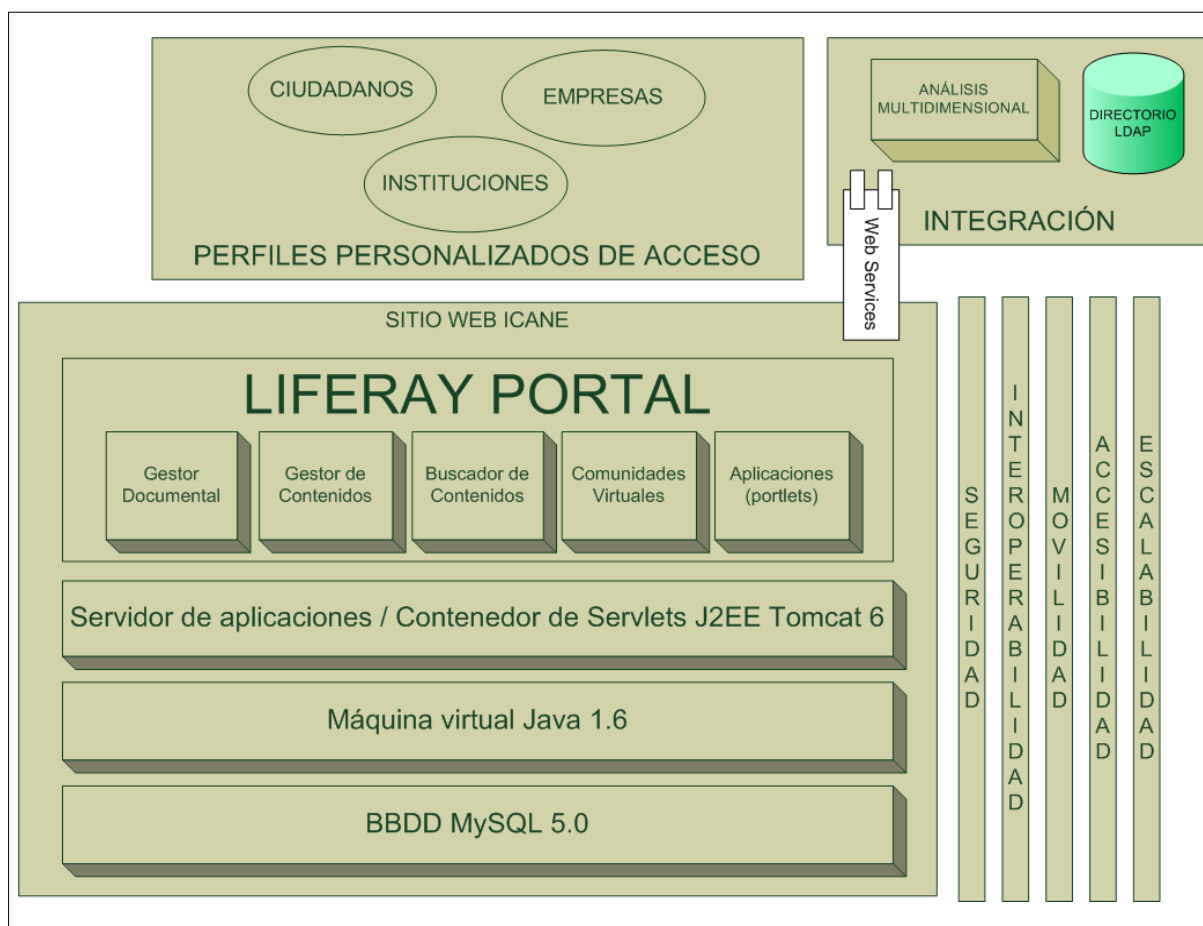 CIUDADANOS
EMPRESAS
INSTITUCIONES
PERFILES PERSONALIZADOS DE ACCESO
ANÁLISIS
MULTIDIMENSIONAL
DIRECTORIO
LDAP
INTEGRACIÓN
Web Services
SITIO WEB ICANE
LIFERAY PORTAL
Gestor
Documental
Gestor de
Contenidos
Buscador de
Contenidos
Comunidades
Virtuales
Aplicaciones
(portlets)
Servidor de aplicaciones / Contenedor de Servlets J2EE Tomcat 6
Máquina virtual Java 1.6
BBDD MySQL 5.0
SEGURIDAD
INTEROPERABILIDAD
MOVILIDAD
ACCESIBILIDAD
ESCALABILIDAD